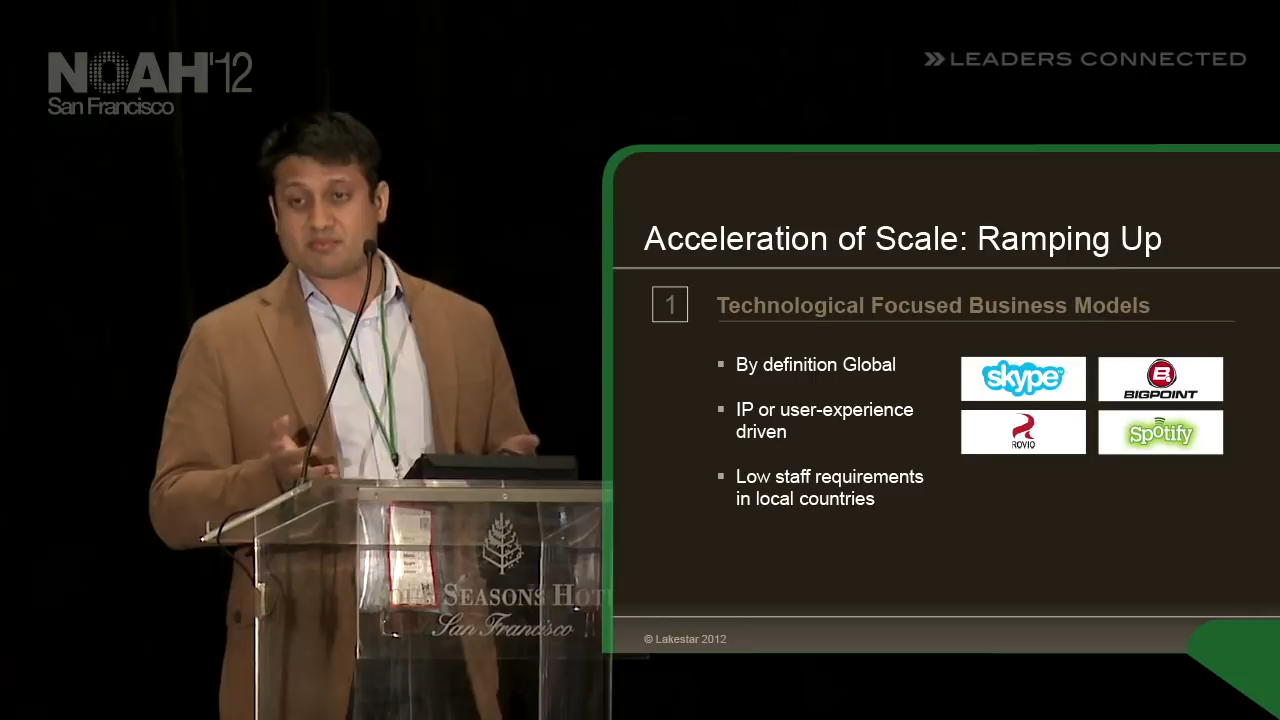 NOAH'12
San Francisco
LEADERS CONNECTED
Acceleration of Scale: Ramping Up
1
Technological Focused Business Models
By definition Global
IP or user-experience
driven
Low staff requirements
in local countries
skype
BIGPOINT
ROVIO
Spotify
SEASONS
San Francisco
© Lakestar 2012